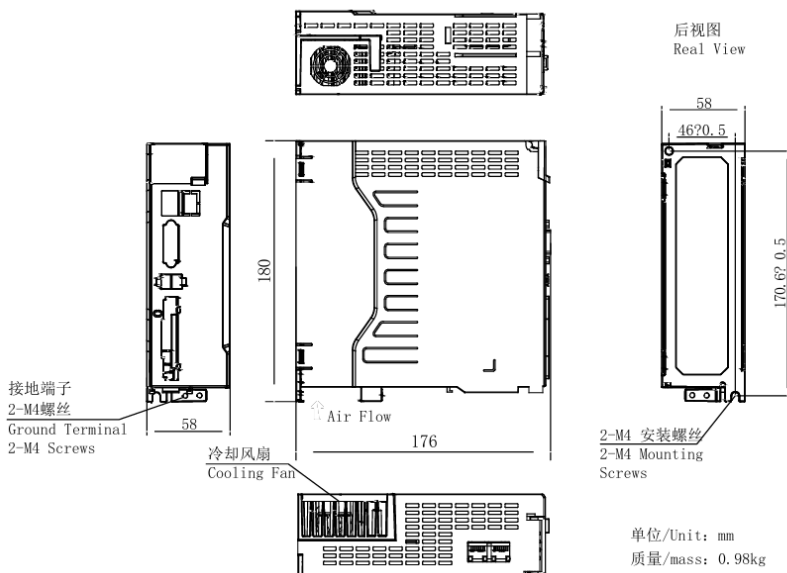 后视图
Real View
58
46?0.5
180
170.6? 0.5
接地端子
2-M4螺丝
Ground Terminal
2-M4 Screws
58
Air Flow
176
冷却风扇
Cooling Fan
2-M4 安装螺丝
2-M4 Mounting
Screws
单位/Unit: mm
质量/mass: 0.98kg